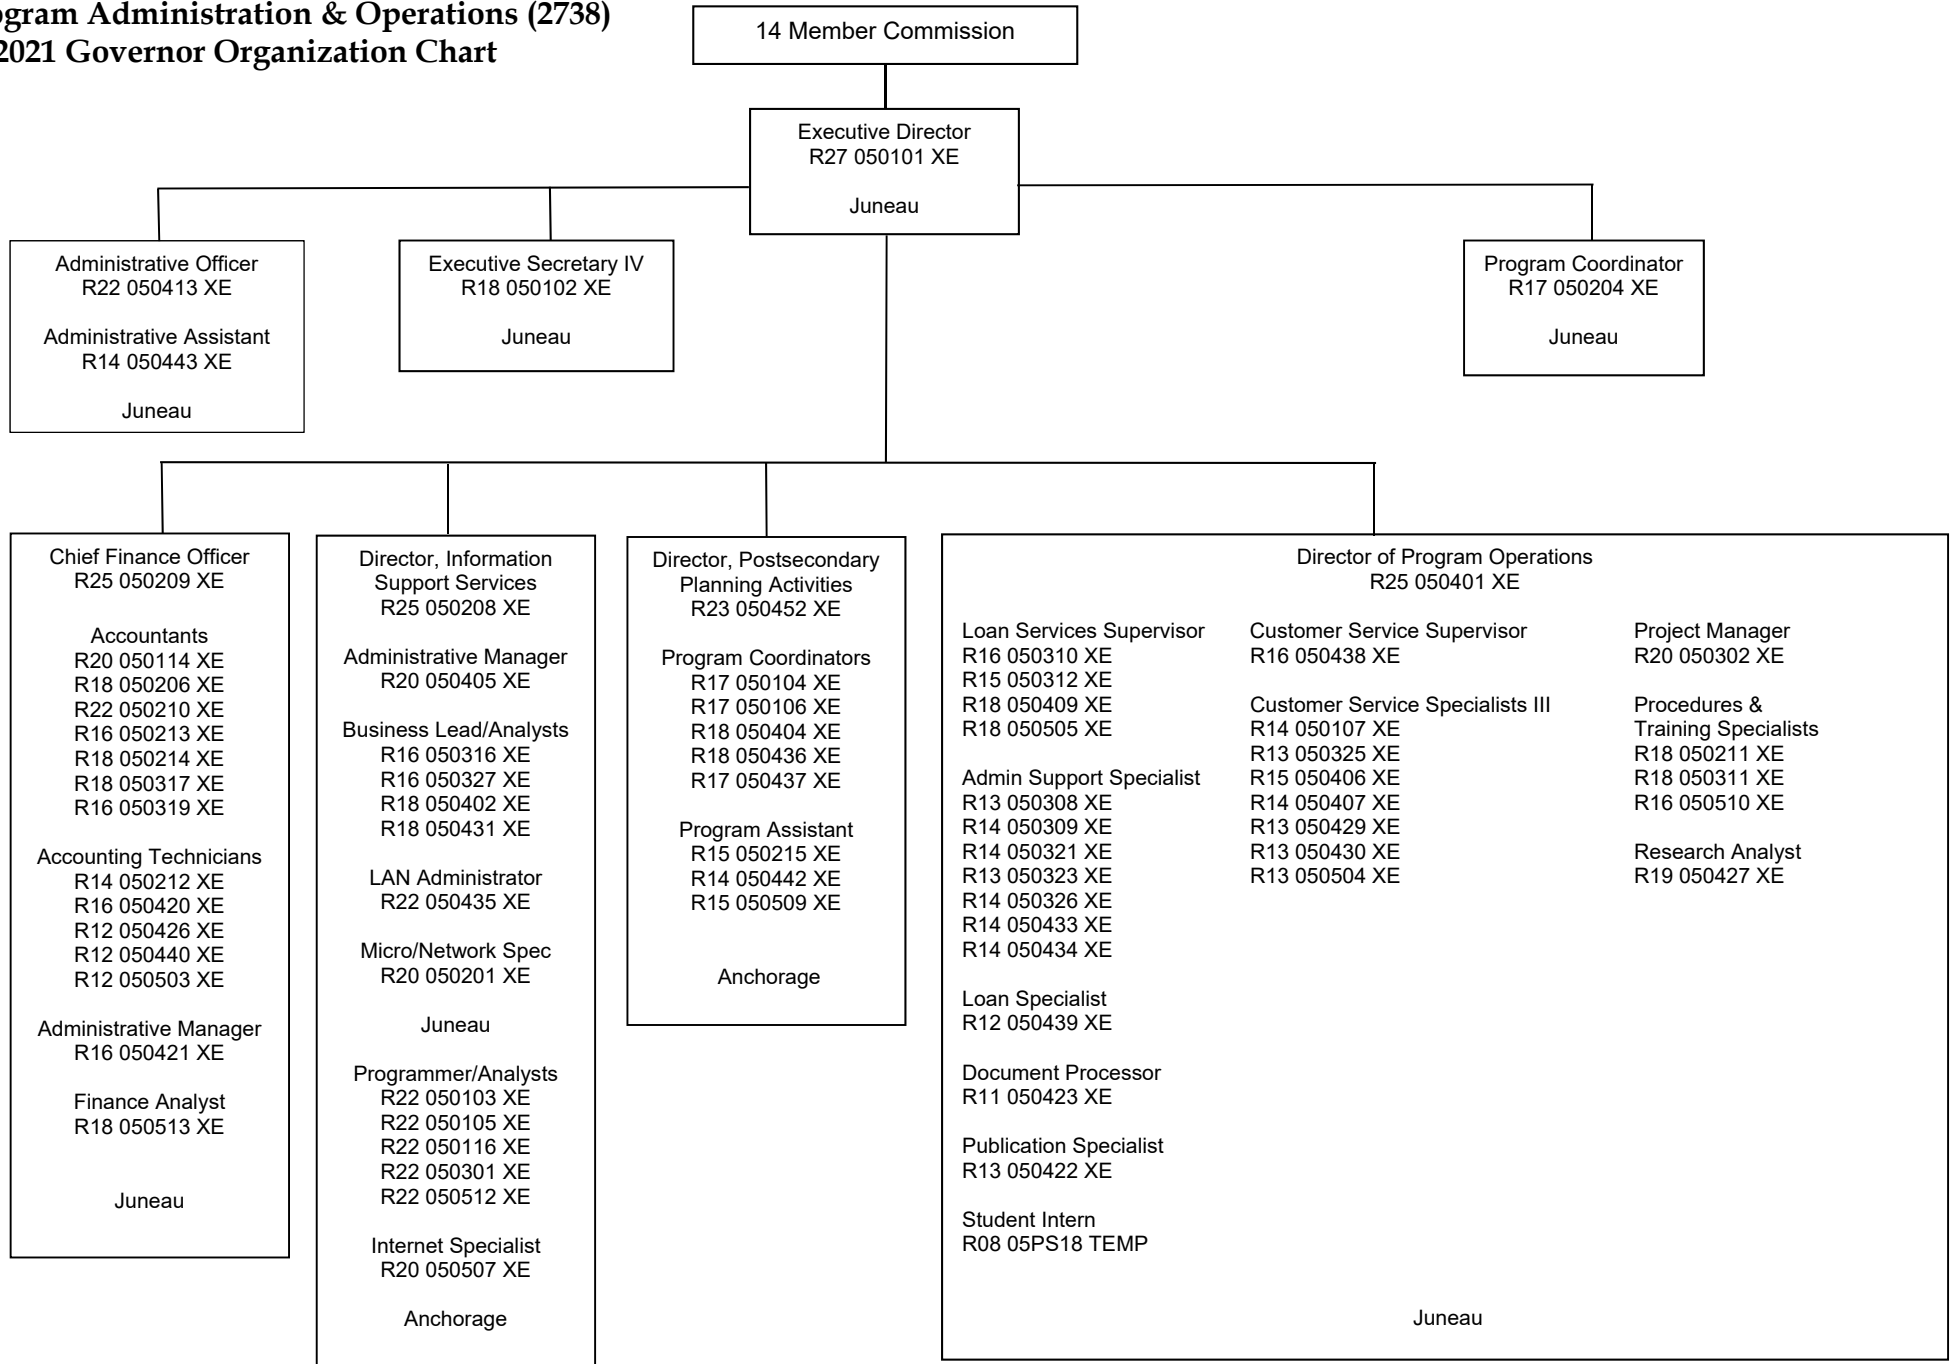 ogram Administration & Operations (2738)
2021 Governor Organization Chart
14 Member Commission
Executive Director
R27 050101 XE
Juneau
Administrative Officer
R22 050413 XE
Administrative Assistant
R14 050443 XE
Juneau
Executive Secretary IV
R18 050102 XE
Juneau
Program Coordinator
R17 050204 XE
Juneau
Chief Finance Officer
R25 050209 XE
Accountants
R20 050114 XE
R18 050206 XE
R22 050210 XE
R16 050213 XE
R18 050214 XE
R18 050317 XE
R16 050319 XE
Accounting Technicians
R14 050212 XE
R16 050420 XE
R12 050426 XE
R12 050440 XE
R12 050503 XE
Administrative Manager
R16 050421 XE
Finance Analyst
R18 050513 XE
Juneau
Director, Information
Support Services
R25 050208 XE
Administrative Manager
R20 050405 XE
Business Lead/Analysts
R16 050316 XE
R16 050327 XE
R18 050402 XE
R18 050431 XE
LAN Administrator
R22 050435 XE
Micro/Network Spec
R20 050201 XE
Juneau
Programmer/Analysts
R22 050103 XE
R22 050105 XE
R22 050116 XE
R22 050301 XE
R22 050512 XE
Internet Specialist
R20 050507 XE
Anchorage
Director, Postsecondary
Planning Activities
R23 050452 XE
Program Coordinators
R17 050104 XE
R17 050106 XE
R18 050404 XE
R18 050436 XE
R17 050437 XE
Program Assistant
R15 050215 XE
R14 050442 XE
R15 050509 XE
Anchorage
Director of Program Operations
R25 050401 XE
Loan Services Supervisor
R16 050310 XE
R15 050312 XE
R18 050409 XE
R18 050505 XE
Admin Support Specialist
R13 050308 XE
R14 050309 XE
R14 050321 XE
R13 050323 XE
R14 050326 XE
R14 050433 XE
R14 050434 XE
Loan Specialist
R12 050439 XE
Document Processor
R11 050423 XE
Publication Specialist
R13 050422 XE
Student Intern
R08 05PS18 TEMP
Customer Service Supervisor
R16 050438 XE
Customer Service Specialists III
R14 050107 XE
R13 050325 XE
R15 050406 XE
R14 050407 XE
R13 050429 XE
R13 050430 XE
R13 050504 XE
Project Manager
R20 050302 XE
Procedures &
Training Specialists
R18 050211 XE
R18 050311 XE
R16 050510 XE
Research Analyst
R19 050427 XE
Juneau